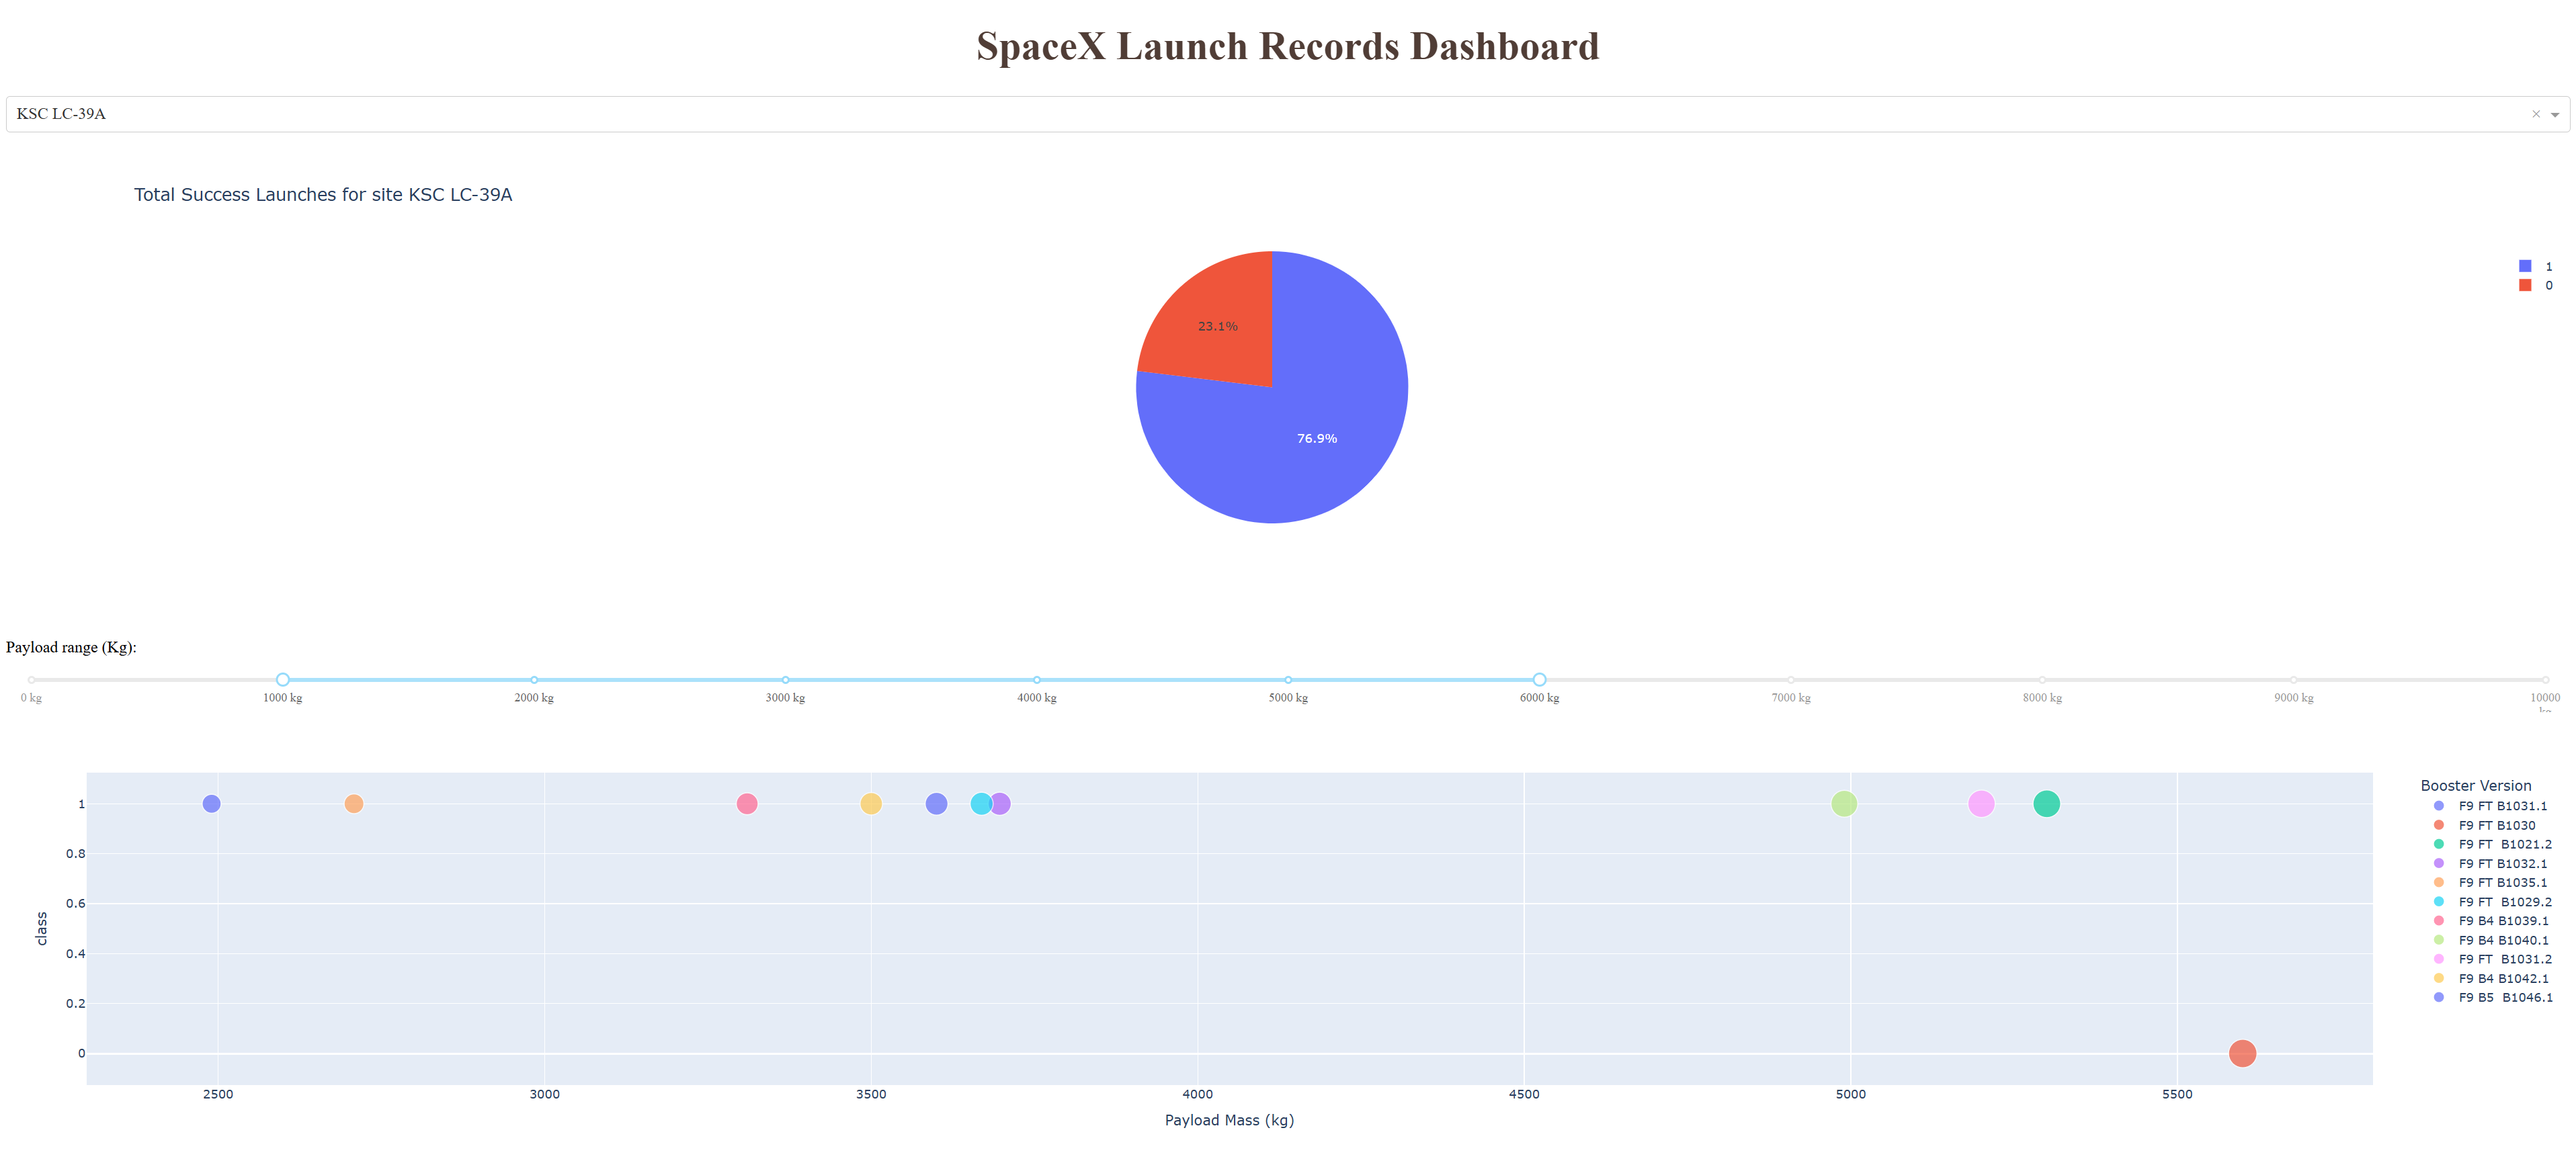 SpaceX Launch Records Dashboard
KSC LC-39A
×
Total Success Launches for site KSC LC-39A
1
0
23.1%
76.9%
Payload range (Kg):
0 kg 1000 kg 2000 kg 3000 kg 4000 kg 5000 kg 6000 kg 7000 kg 8000 kg 9000 kg 10000
kg
Booster Version
F9 FT B1031.1
F9 FT B1030
F9 FT  B1021.2
F9 FT B1032.1
F9 FT B1035.1
F9 FT  B1029.2
F9 B4 B1039.1
F9 B4 B1040.1
F9 FT  B1031.2
F9 B4 B1042.1
F9 B5  B1046.1
class
1
0.8
0.6
0.4
0.2
0
2500 3000 3500 4000 4500 5000 5500
Payload Mass (kg)